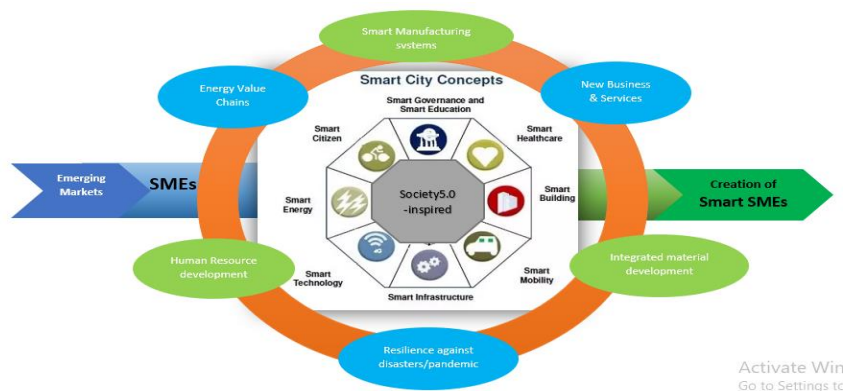 Smart Manufacturing
systems
Energy Value
Chains
New Business
& Services
Smart City Concepts
Smart Governance and
Smart Education
Smart
Citizen
Smart
Healthcare
Emerging
Markets
SMEs
Smart
Energy
Society5.0
-inspired
Smart
Building
Creation of
Smart SMEs
Human Resource
development
Integrated material
development
4G
Smart
Technology
Smart
Mobility
Smart Infrastructure
Resilience against
disasters/pandemic
Activate Win
Go to Settings to